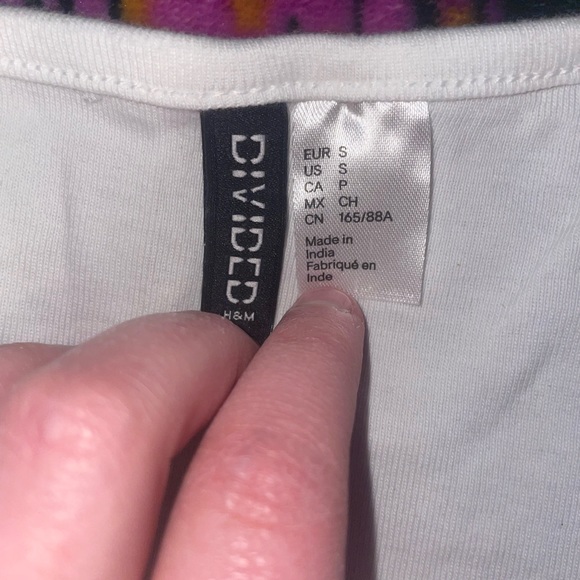 DIVIDED
H&M
EUR S
US S
CA P
MX CH
CN 165/88A
Made in
India
Fabriqué en
Inde